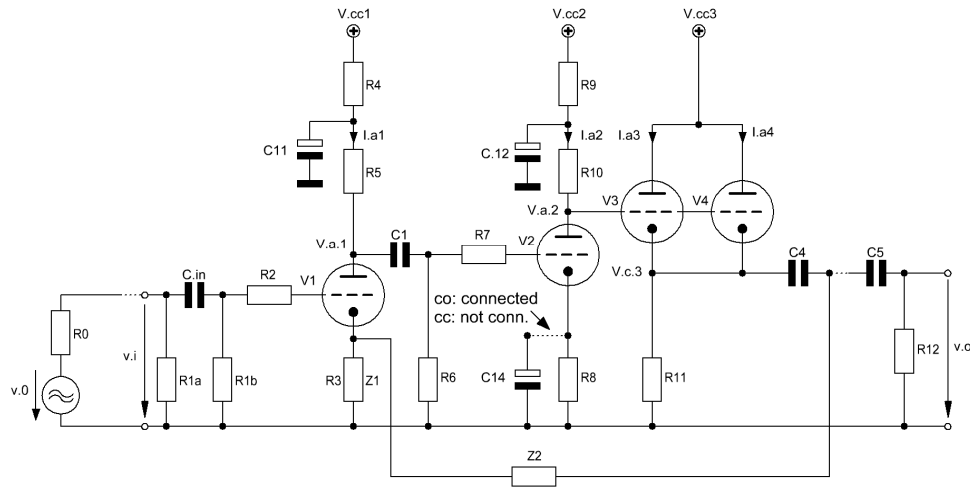 V.cc1
V.cc2
V.cc3
R4
R9
C11
I.a1
C.12
I.a2
I.a3
I.a4
R5
R10
V.a.2
V3
V4
V.a.1
C1
R7
V2
C.in
R2
V1
V.c.3
C4
C5
co: connected
cc: not conn.
R0
v.i
R1a
R1b
R3
Z1
R6
C14
R8
R11
R12
v.o
v.0
Z2